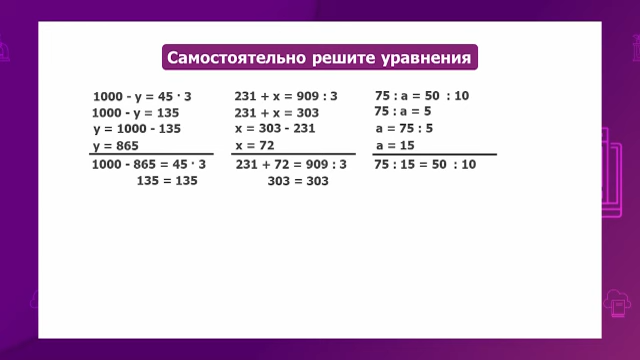 Самостоятельно решите уравнения
1000 - у = 45 · 3
1000 - у = 135
у = 1000 - 135
у = 865
1000 - 865 = 45 · 3
135 = 135
231 + х = 909 : 3
231 + х = 303
х = 303 - 231
х = 72
231 + 72 = 909 : 3
303 = 303
75 : а = 50 : 10
75 : а = 5
а = 75 : 5
а = 15
75 : 15 = 50 : 10